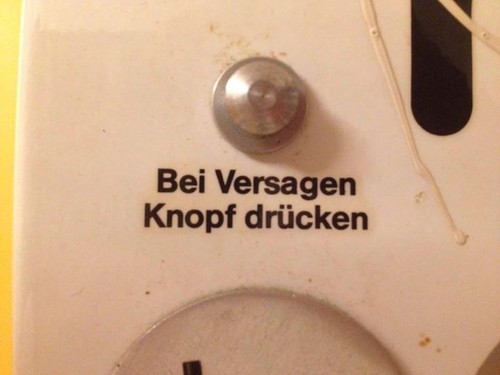 Bei Versagen
Knopf drücken